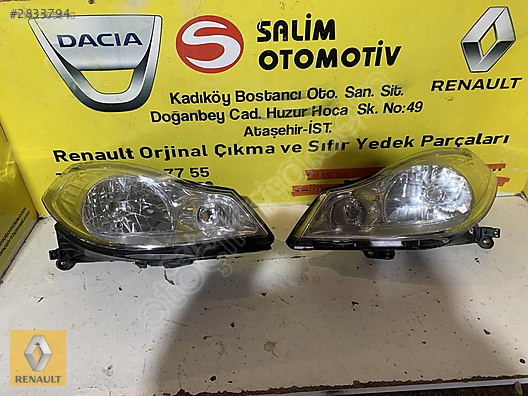 #2833794
DACIA
S
SALİM
OTOMOTİV
RENAULT
Kadıköy Bostancı Oto. San. Sit.
Doğanbey Cad. Huzur Hoca Sk. No:49
Ataşehir-İST.
Renault Orjinal Çıkma ve Sıfır Yedek Parçaları
77 55
RENAULT